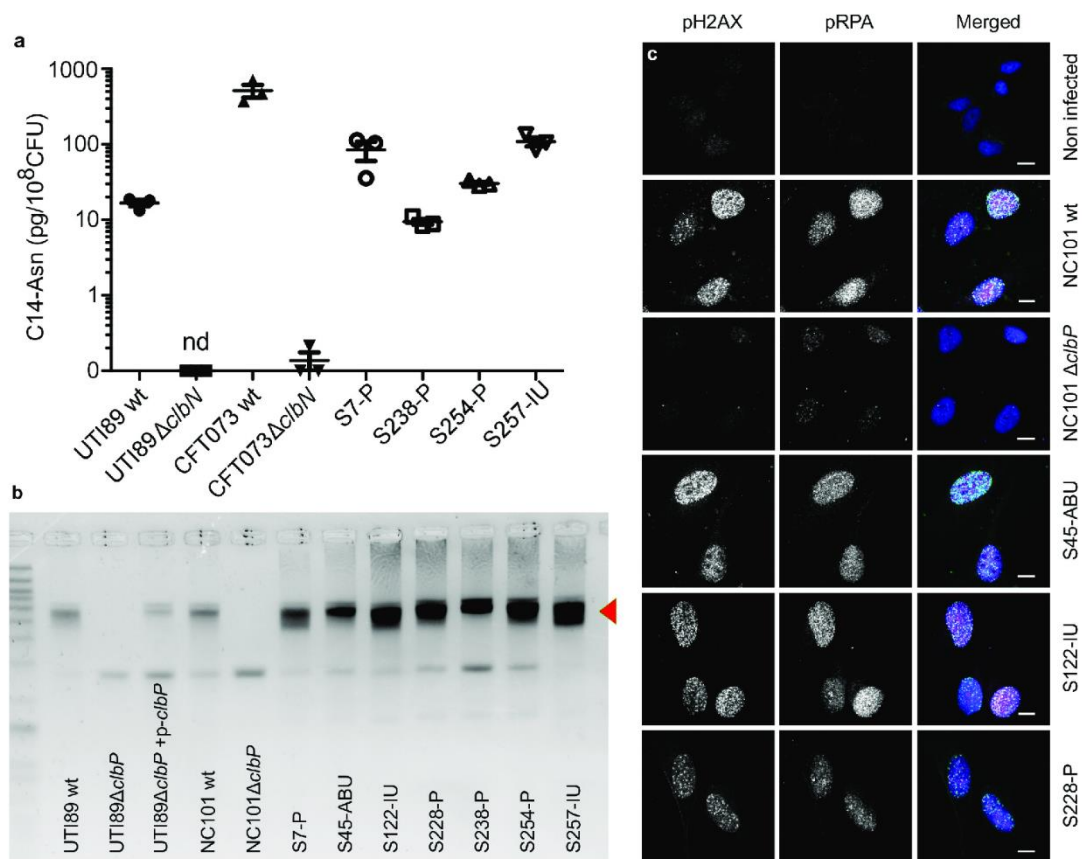 a
C14-Asn (pg/10⁸CFU)
1000
100
10
1
0
nd
UTI89 wt
UTI89ΔclbN
CFT073 wt
CFT073ΔclbN
S7-P
S238-P
S254-P
S257-IU
b
UTI89 wt
UTI89ΔclbP
UTI89ΔclbP +p-clbP
NC101 wt
NC101ΔclbP
S7-P
S45-ABU
S122-IU
S228-P
S238-P
S254-P
S257-IU
pH2AX
pRPA
Merged
c
Non infected
NC101 wt
NC101 ΔclbP
S45-ABU
S122-IU
S228-P